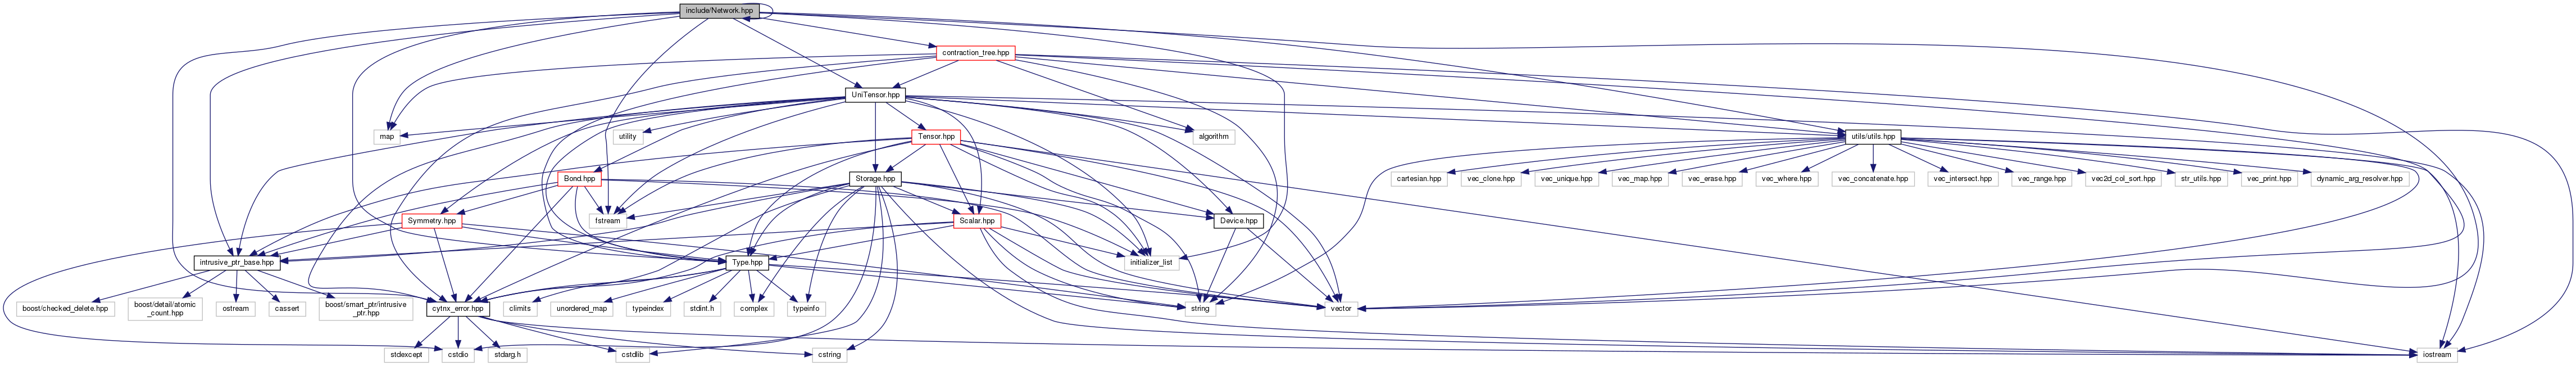 include/Network.hpp
contraction_tree.hpp
UniTensor.hpp
map
utility
Tensor.hpp
algorithm
utils/utils.hpp
Bond.hpp
Storage.hpp
cartesian.hpp
vec_clone.hpp
vec_unique.hpp
vec_map.hpp
vec_erase.hpp
vec_where.hpp
vec_concatenate.hpp
vec_intersect.hpp
vec_range.hpp
vec2d_col_sort.hpp
str_utils.hpp
vec_print.hpp
dynamic_arg_resolver.hpp
Symmetry.hpp
fstream
Scalar.hpp
Device.hpp
intrusive_ptr_base.hpp
Type.hpp
initializer_list
boost/checked_delete.hpp
boost/detail/atomic
_count.hpp
ostream
cassert
boost/smart_ptr/intrusive
_ptr.hpp
cytnx_error.hpp
climits
unordered_map
typeindex
stdint.h
complex
typeinfo
string
vector
stdexcept
cstdio
stdarg.h
cstdlib
cstring
iostream